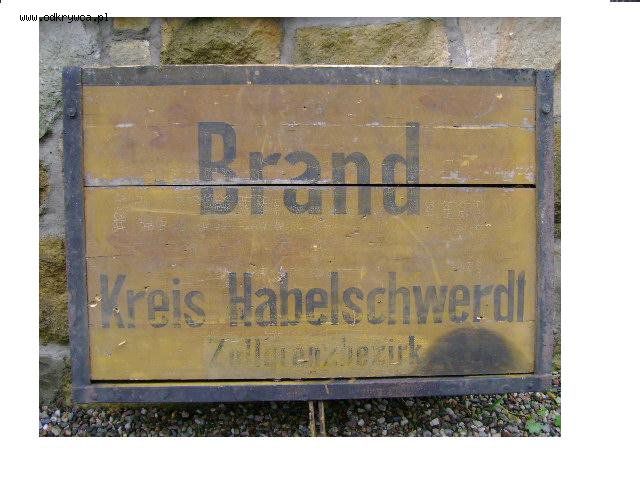 www.odkrywca.pl
Brand
Kreis Habelschwerdt
Zollgrenzbezirk